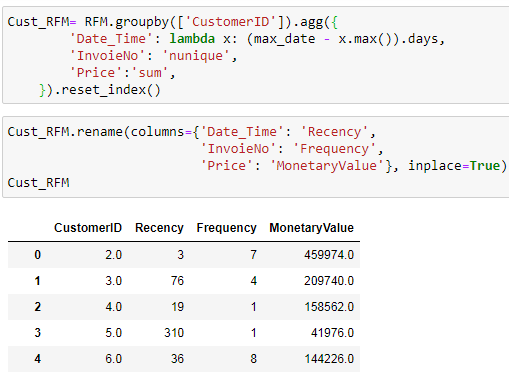 Cust_RFM= RFM.groupby(['CustomerID']).agg({
'Date_Time': lambda x: (max_date - x.max()).days,
'InvoieNo': 'nunique',
'Price':'sum',
}).reset_index()
Cust_RFM.rename(columns={'Date_Time': 'Recency',
'InvoieNo': 'Frequency',
'Price': 'MonetaryValue'}, inplace=True)
Cust_RFM
CustomerID Recency Frequency MonetaryValue
0 2.0 3 7 459974.0
1 3.0 76 4 209740.0
2 4.0 19 1 158562.0
3 5.0 310 1 41976.0
4 6.0 36 8 144226.0